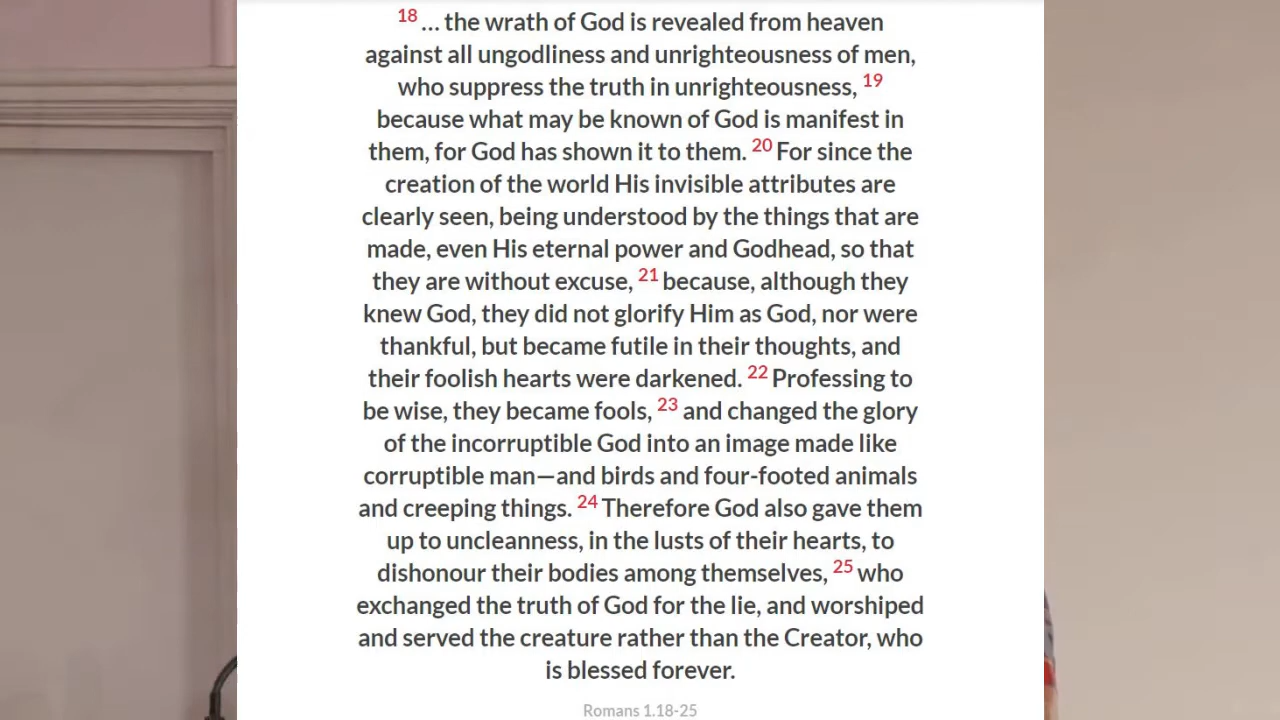 18 ... the wrath of God is revealed from heaven
against all ungodliness and unrighteousness of men,
who suppress the truth in unrighteousness, 19
because what may be known of God is manifest in
them, for God has shown it to them. 20 For since the
creation of the world His invisible attributes are
clearly seen, being understood by the things that are
made, even His eternal power and Godhead, so that
they are without excuse, 21 because, although they
knew God, they did not glorify Him as God, nor were
thankful, but became futile in their thoughts, and
their foolish hearts were darkened. 22 Professing to
be wise, they became fools, 23 and changed the glory
of the incorruptible God into an image made like
corruptible man—and birds and four-footed animals
and creeping things. 24 Therefore God also gave them
up to uncleanness, in the lusts of their hearts, to
dishonour their bodies among themselves, 25 who
exchanged the truth of God for the lie, and worshiped
and served the creature rather than the Creator, who
is blessed forever.
Romans 1.18-25